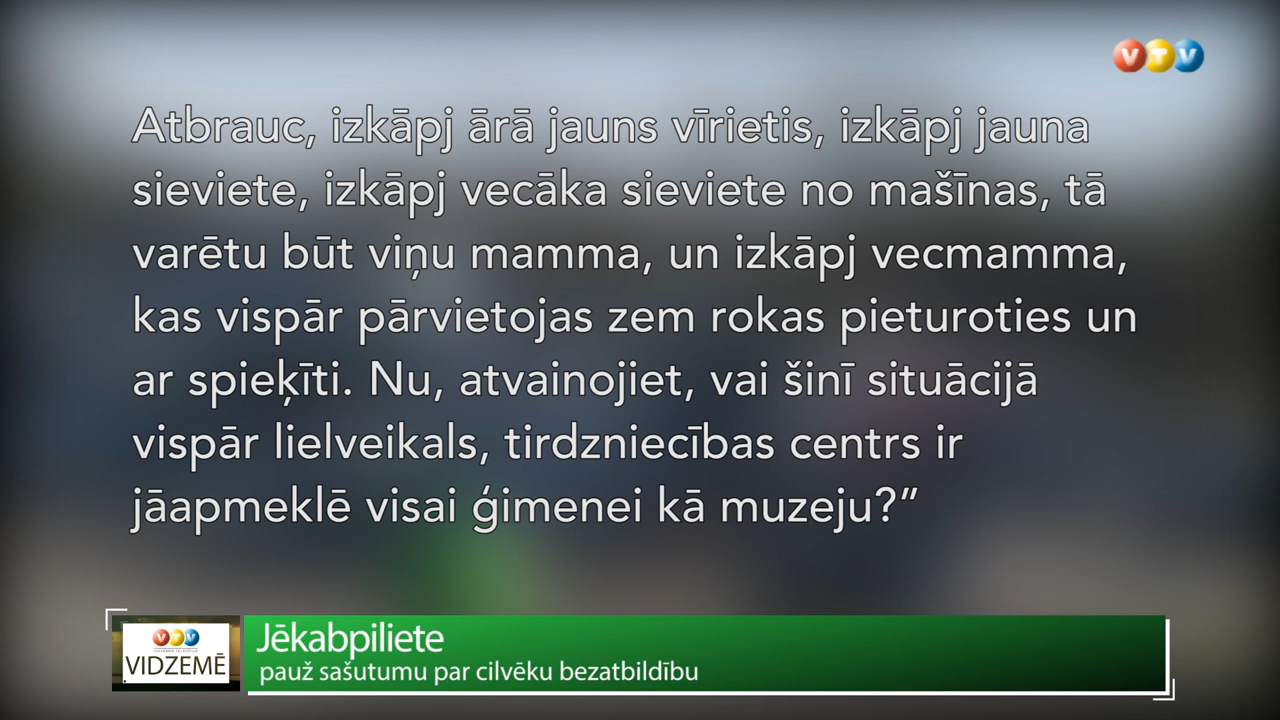 VTV
Atbrauc, izkāpj ārā jauns vīrietis, izkāpj jauna
sieviete, izkāpj vecāka sieviete no mašīnas, tā
varētu būt viņu mamma, un izkāpj vecmamma,
kas vispār pārvietojas zem rokas pieturoties un
ar spieķīti. Nu, atvainojiet, vai šinī situācijā
vispār lielveikals, tirdzniecības centrs ir
jāapmeklē visai ģimenei kā muzeju?”
VTV
VIDZEMĒ
Jēkabpiliete
pauž sašutumu par cilvēku bezatbildību